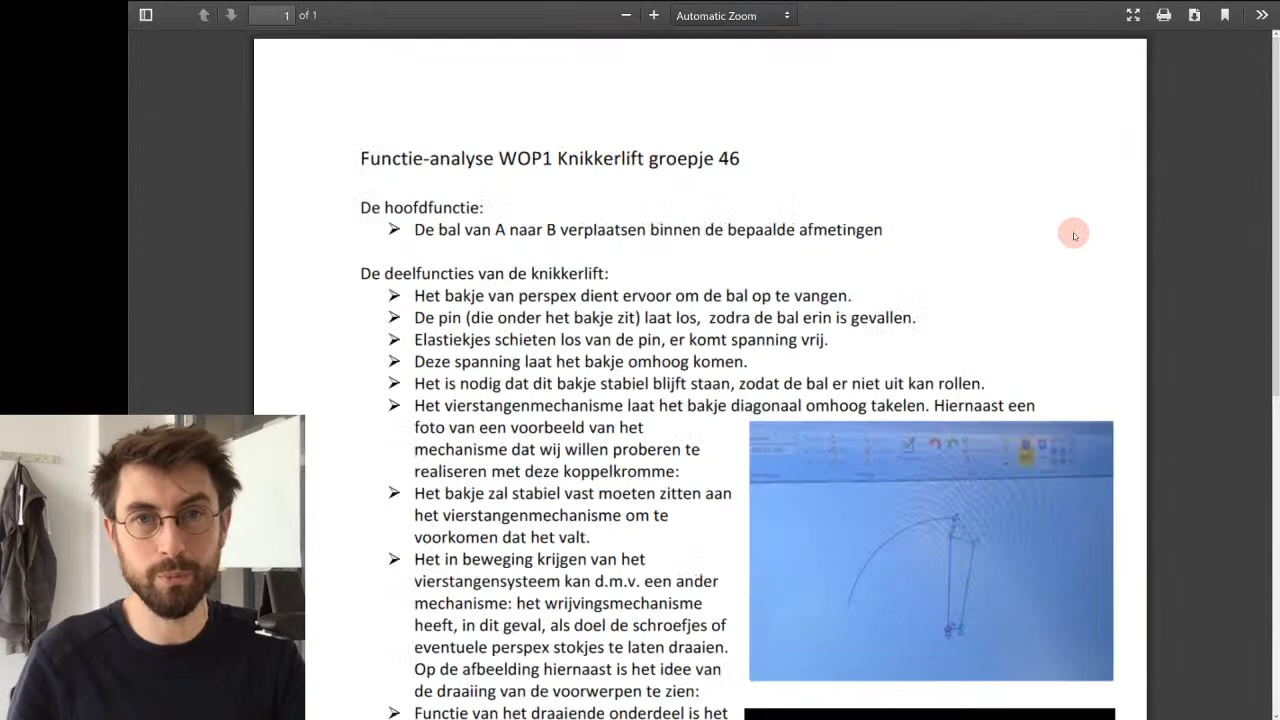 1 of 1
Automatic Zoom
Functie-analyse WOP1 Knikkerlift groepje 46
De hoofdfunctie:
➢ De bal van A naar B verplaatsen binnen de bepaalde afmetingen
De deelfuncties van de knikkerlift:
➢ Het bakje van perspex dient ervoor om de bal op te vangen.
➢ De pin (die onder het bakje zit) laat los, zodra de bal erin is gevallen.
➢ Elastiekjes schieten los van de pin, er komt spanning vrij.
➢ Deze spanning laat het bakje omhoog komen.
➢ Het is nodig dat dit bakje stabiel blijft staan, zodat de bal er niet uit kan rollen.
➢ Het vierstangenmechanisme laat het bakje diagonaal omhoog takelen. Hiernaast een
foto van een voorbeeld van het
mechanisme dat wij willen proberen te
realiseren met deze koppelkromme:
➢ Het bakje zal stabiel vast moeten zitten aan
het vierstangenmechanisme om te
voorkomen dat het valt.
➢ Het in beweging krijgen van het
vierstangensysteem kan d.m.v. een ander
mechanisme: het wrijvingsmechanisme
heeft, in dit geval, als doel de schroefjes of
eventuele perspex stokjes te laten draaien.
Op de afbeelding hiernaast is het idee van
de draaiing van de voorwerpen te zien:
➢ Functie van het draaiende onderdeel is het